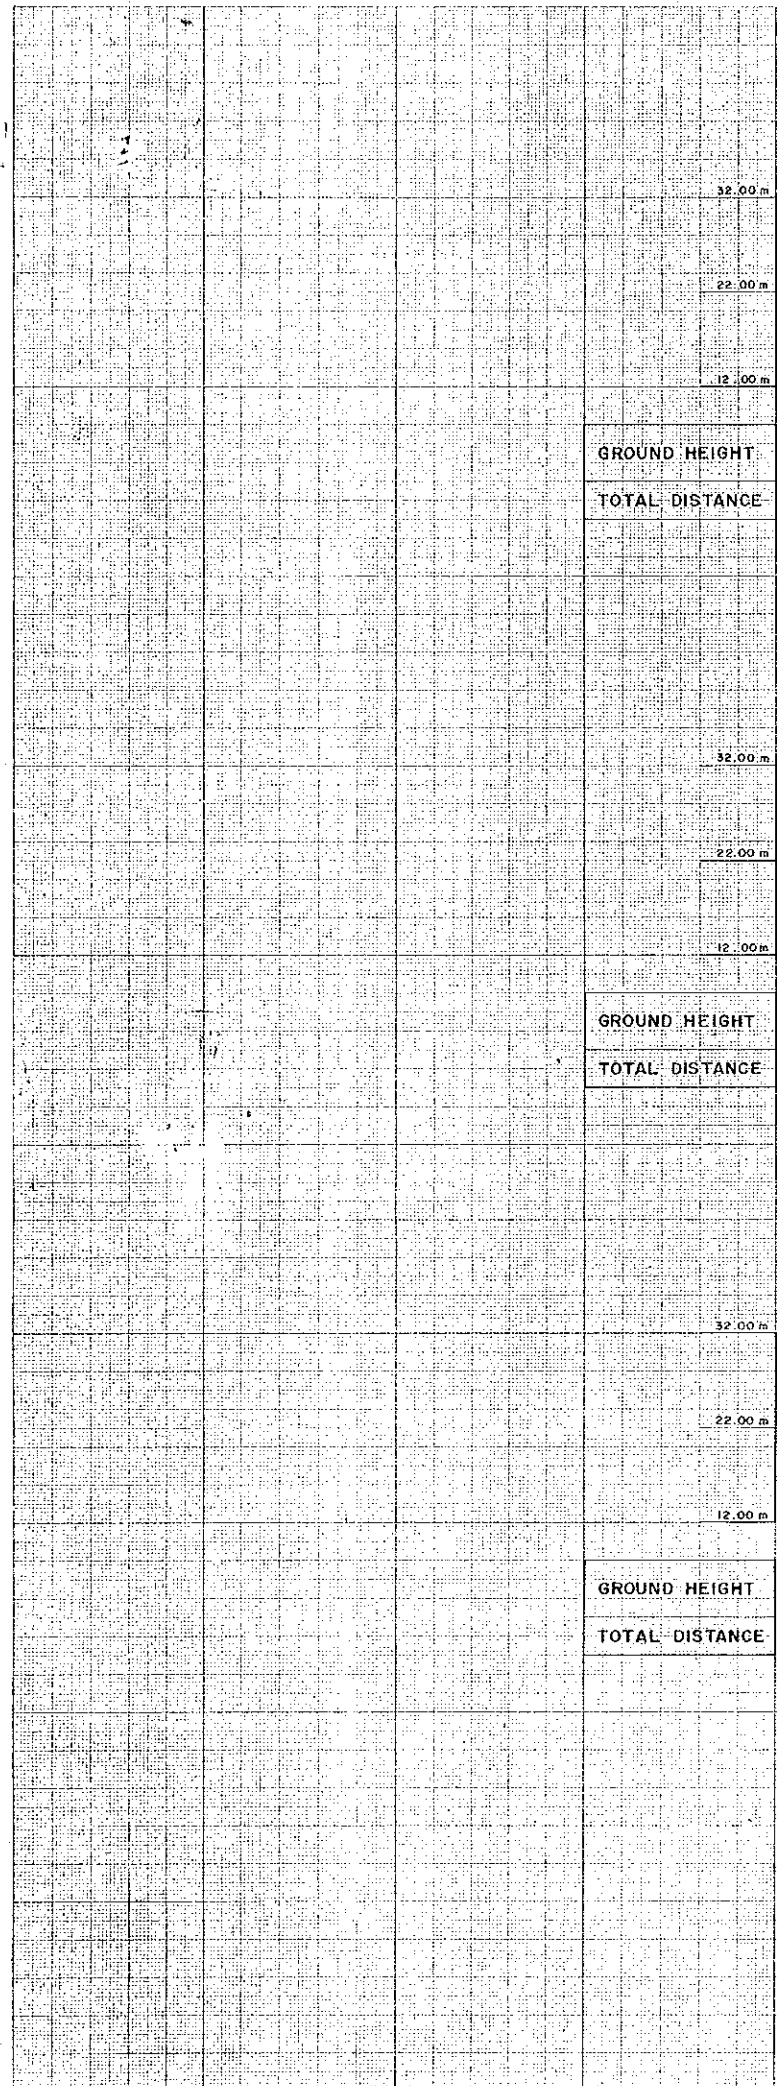 32.00 m
22.00 m
12.00 m
GROUND HEIGHT
TOTAL DISTANCE
32.00 m
22.00 m
12.00 m
GROUND HEIGHT
TOTAL DISTANCE
32.00 m
22.00 m
12.00 m
GROUND HEIGHT
TOTAL DISTANCE